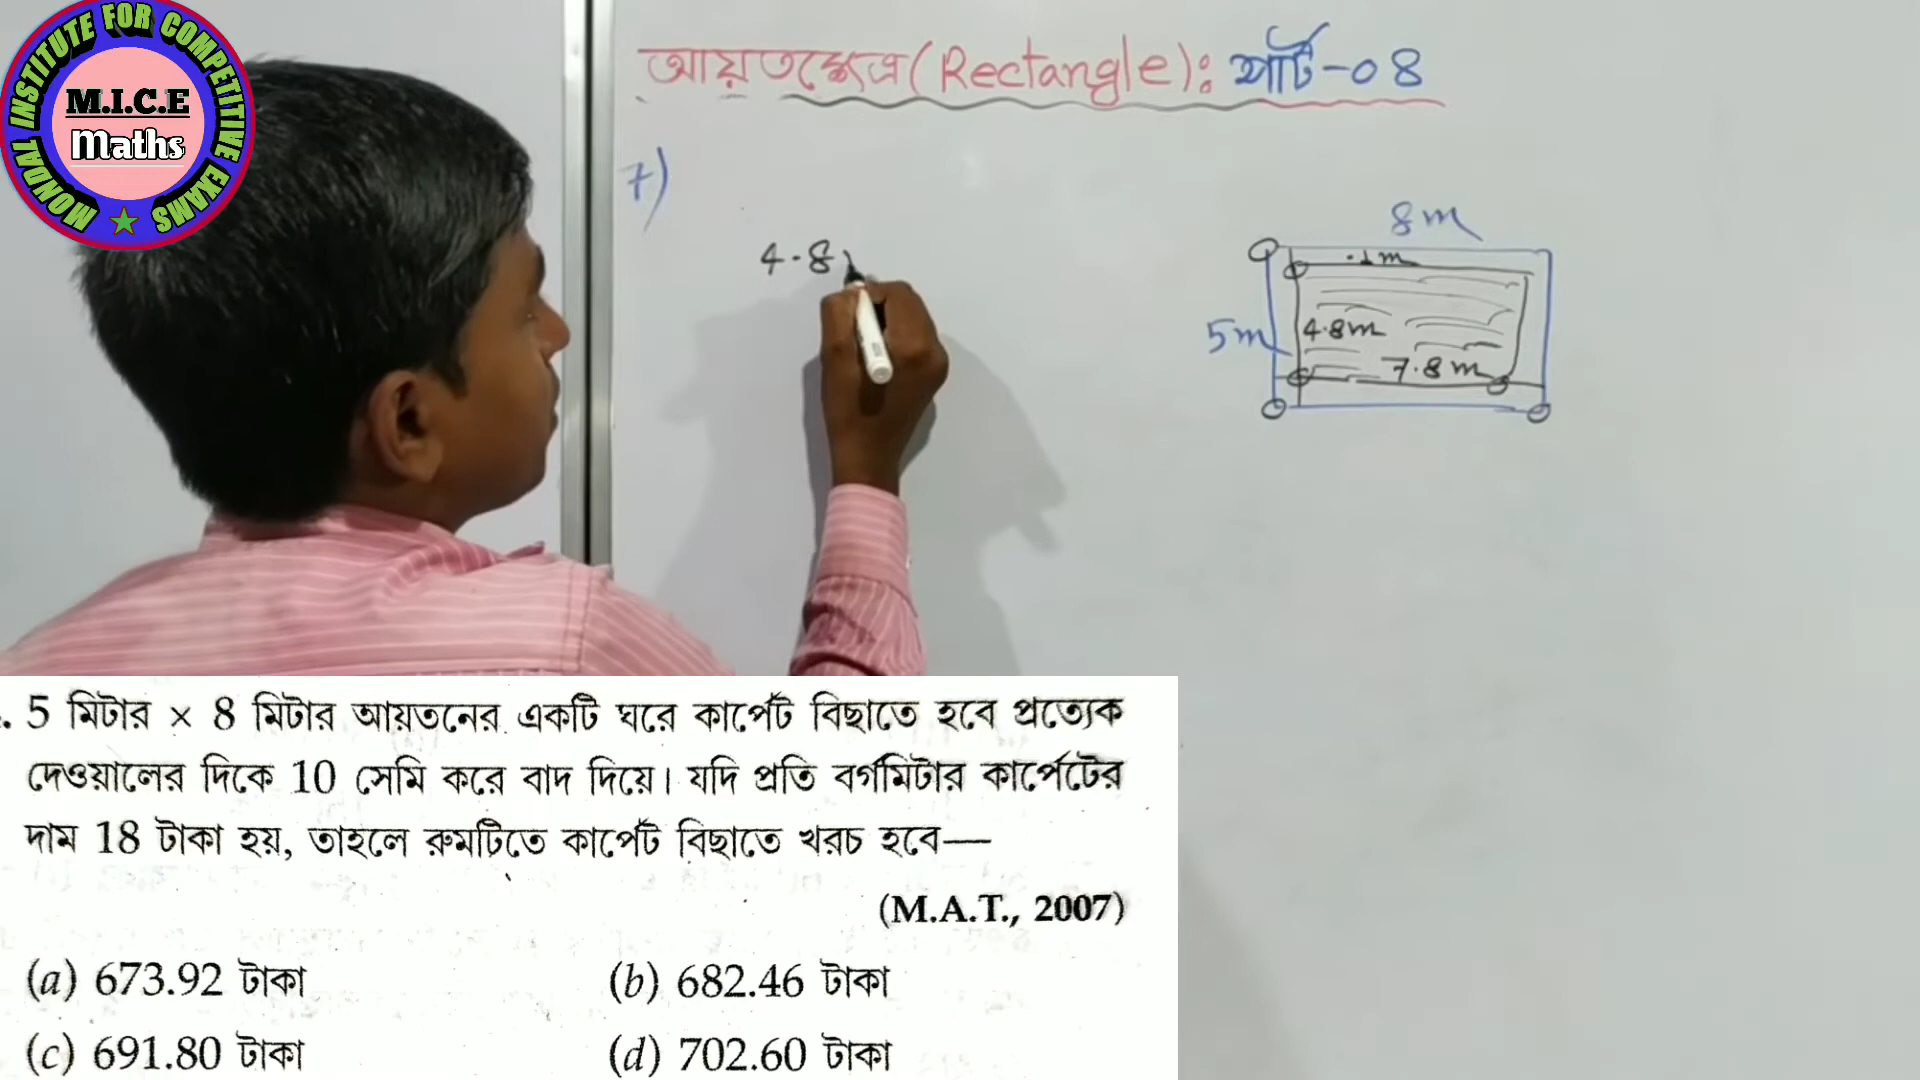 MONDAL INSTITUTE FOR COMPETITIVE EXAMS
M.I.C.E
Maths
আয়তক্ষেত্র (Rectangle): পার্ট-০৪
7)
4.8
8m
.1m
5m
4.8m
7.8m
. 5 মিটার × 8 মিটার আয়তনের একটি ঘরে কার্পেট বিছাতে হবে প্রত্যেক
দেওয়ালের দিকে 10 সেমি করে বাদ দিয়ে। যদি প্রতি বর্গমিটার কার্পেটের
দাম 18 টাকা হয়, তাহলে রুমটিতে কার্পেট বিছাতে খরচ হবে—
(M.A.T., 2007)
(a) 673.92 টাকা (b) 682.46 টাকা
(c) 691.80 টাকা (d) 702.60 টাকা